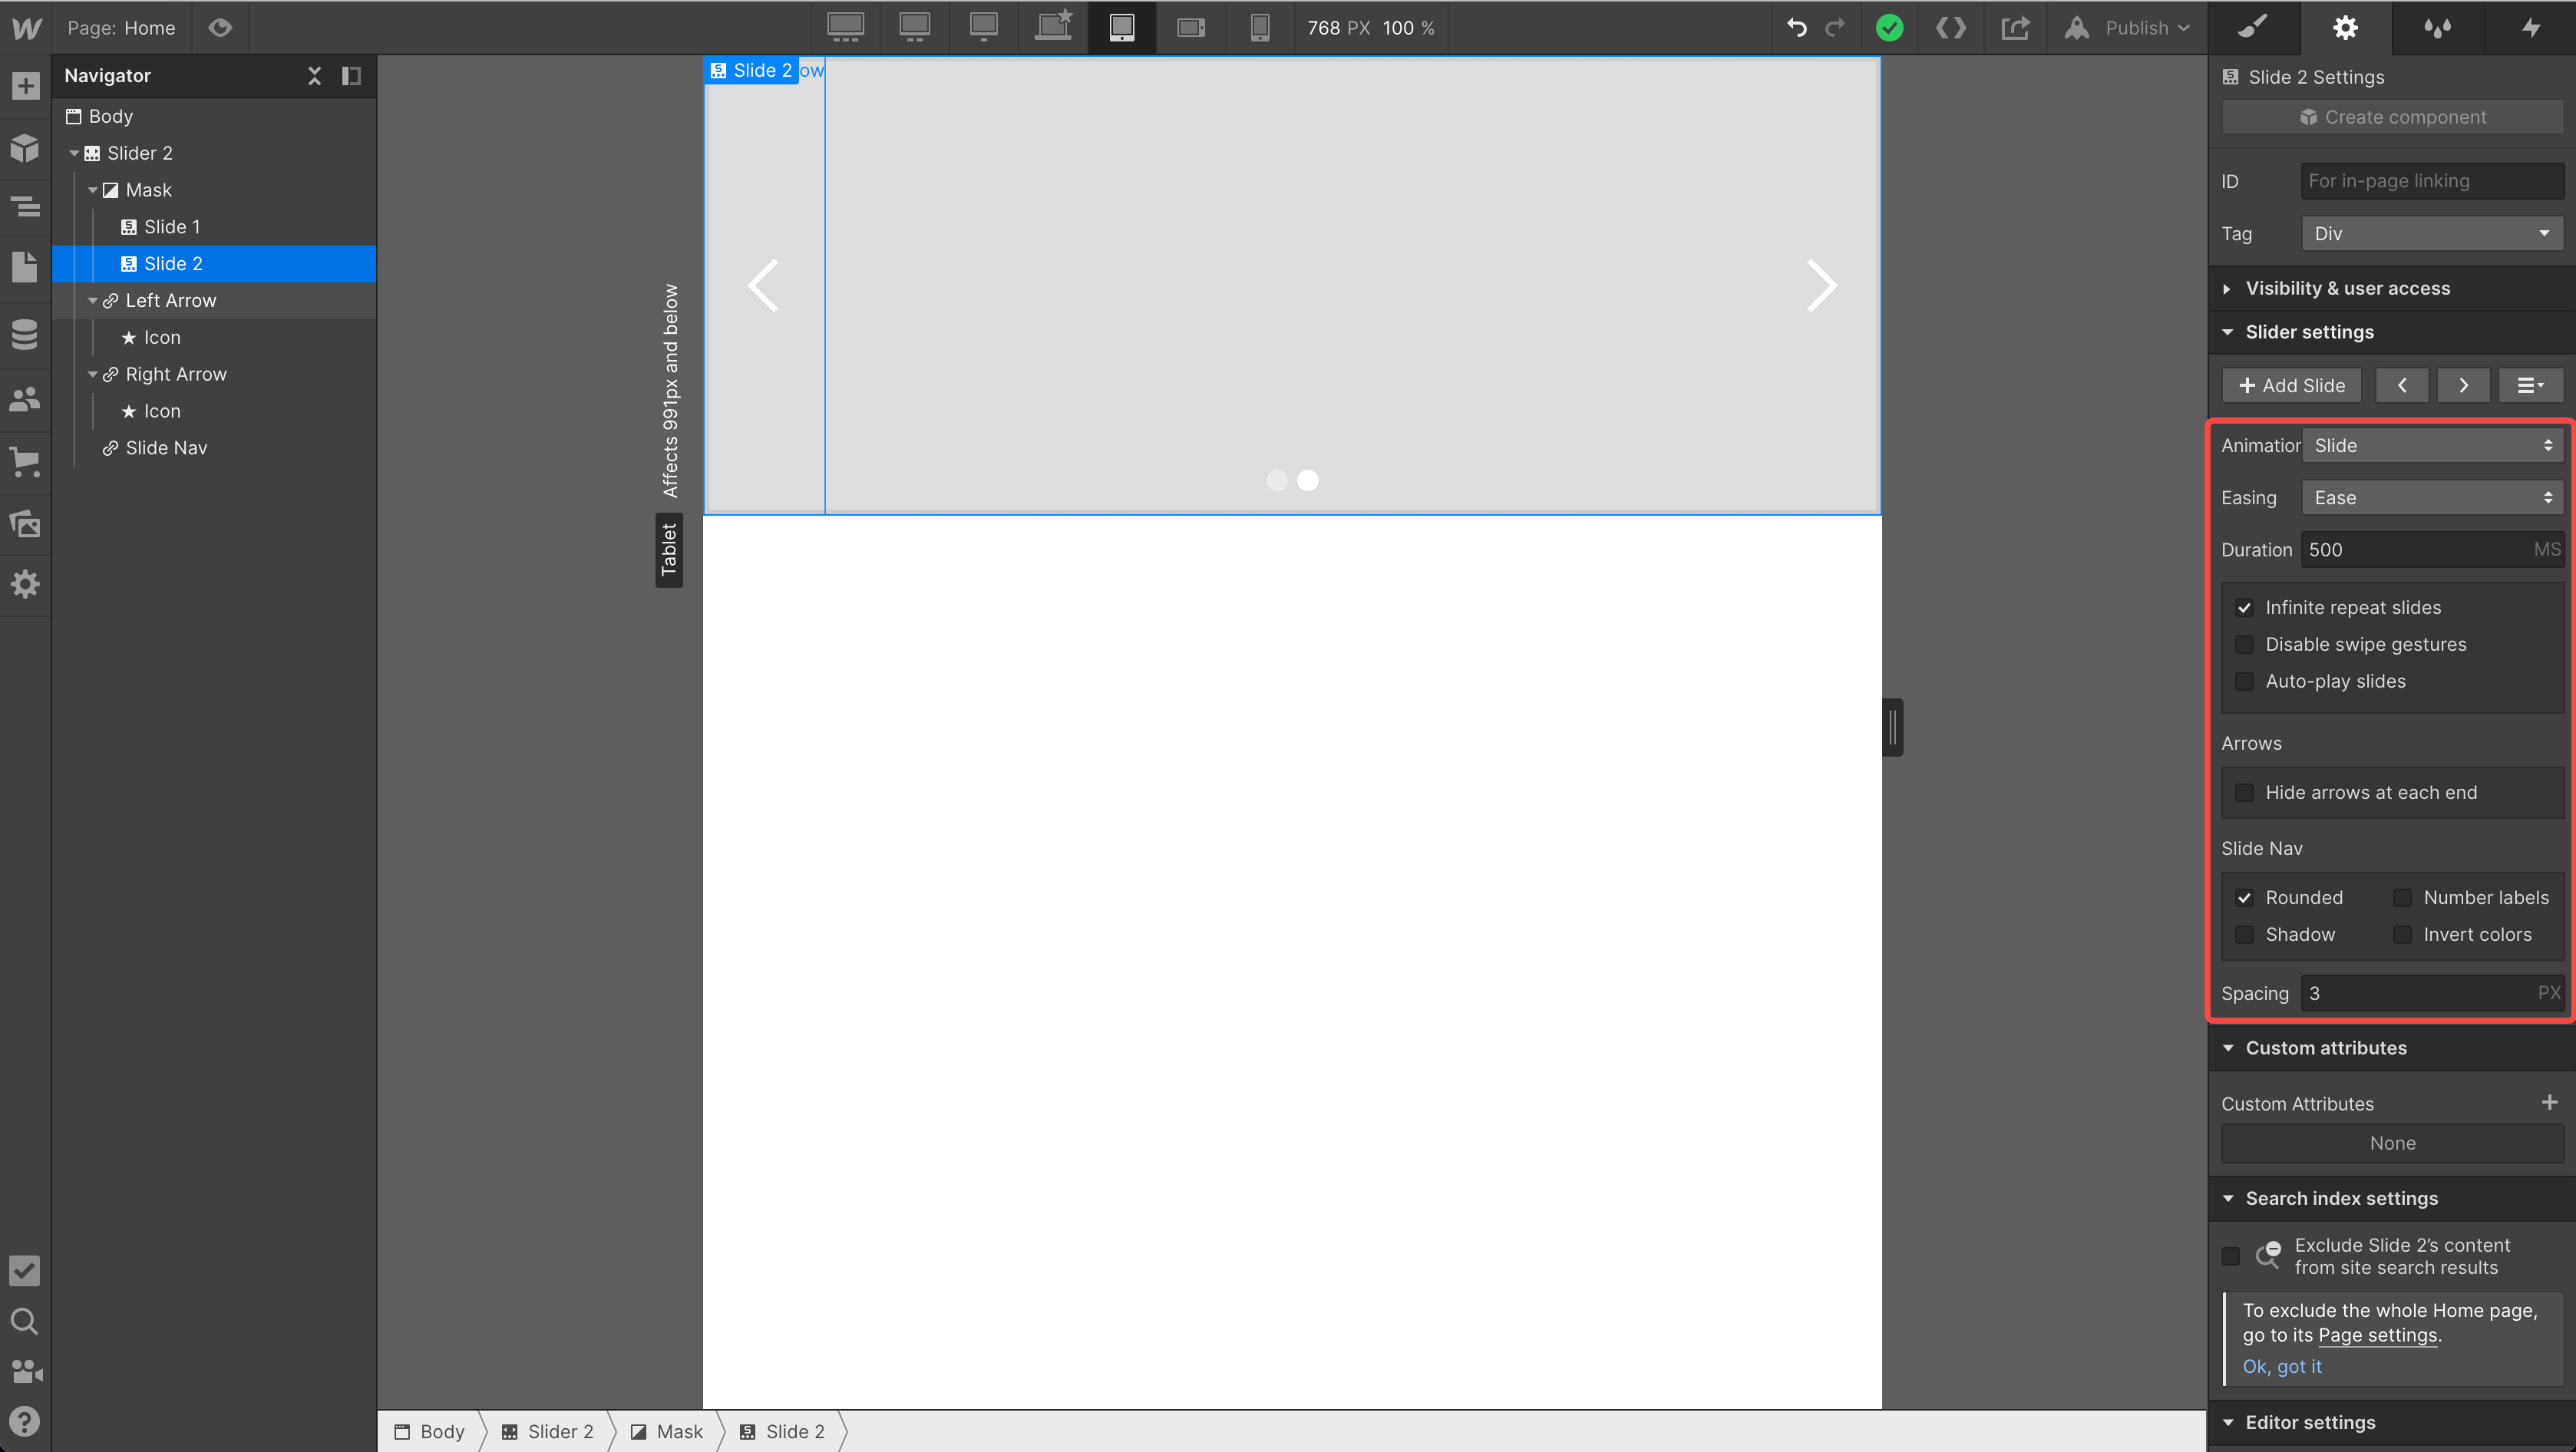 Page: Home
768 PX 100 %
Publish
Navigator
Body
Slider 2
Mask
Slide 1
Slide 2
Left Arrow
Icon
Right Arrow
Icon
Slide Nav
Slide 2 ow
Affects 991px and below
Tablet
Slide 2 Settings
Create component
ID For in-page linking
Tag Div
Visibility & user access
Slider settings
Add Slide
Animation Slide
Easing Ease
Duration 500 MS
Infinite repeat slides
Disable swipe gestures
Auto-play slides
Arrows
Hide arrows at each end
Slide Nav
Rounded Number labels
Shadow Invert colors
Spacing 3 PX
Custom attributes
Custom Attributes
None
Search index settings
Exclude Slide 2’s content
from site search results
To exclude the whole Home page,
go to its Page settings.
Ok, got it
Editor settings
Body Slider 2 Mask Slide 2